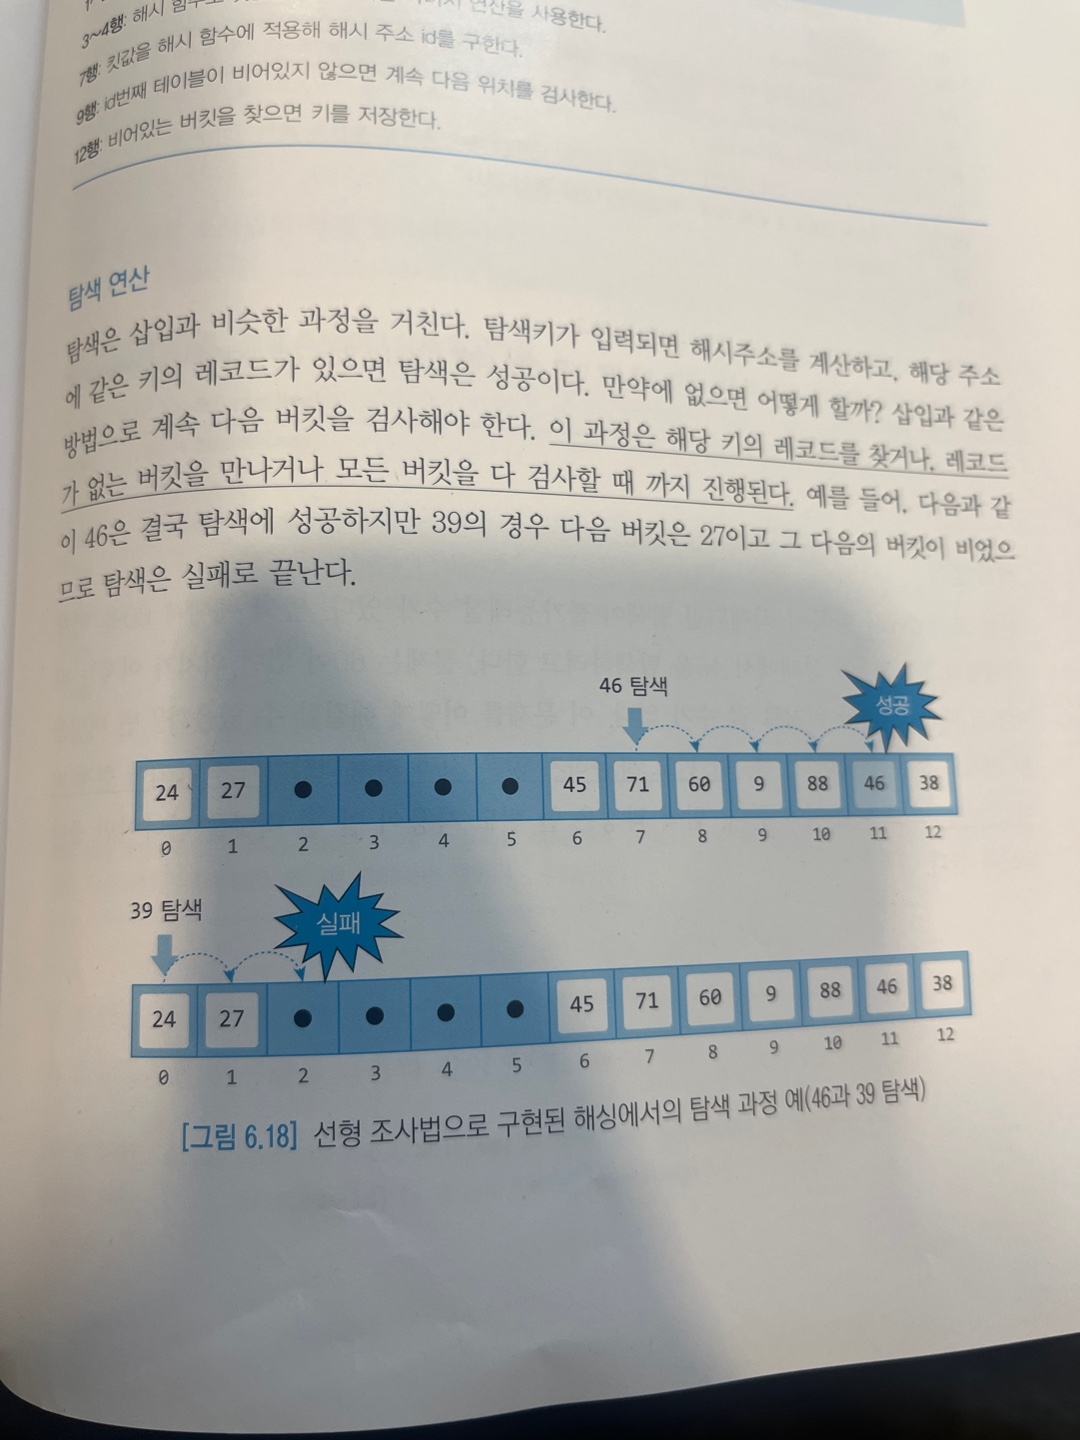 3~4행: 해시 연산을 사용한다.
7행: 킷값을 해시 함수에 적용해 해시 주소 id를 구한다.
9행: id번째 테이블이 비어있지 않으면 계속 다음 위치를 검사한다.
12행: 비어있는 버킷을 찾으면 키를 저장한다.
탐색 연산
탐색은 삽입과 비슷한 과정을 거친다. 탐색키가 입력되면 해시주소를 계산하고, 해당 주소
에 같은 키의 레코드가 있으면 탐색은 성공이다. 만약에 없으면 어떻게 할까? 삽입과 같은
방법으로 계속 다음 버킷을 검사해야 한다. 이 과정은 해당 키의 레코드를 찾거나, 레코드
가 없는 버킷을 만나거나 모든 버킷을 다 검사할 때 까지 진행된다. 예를 들어, 다음과 같
이 46은 결국 탐색에 성공하지만 39의 경우 다음 버킷은 27이고 그 다음의 버킷이 비었으
므로 탐색은 실패로 끝난다.
46 탐색
성공
24 27 45 71 60 9 88 46 38
0 1 2 3 4 5 6 7 8 9 10 11 12
39 탐색
실패
24 27 45 71 60 9 88 46 38
0 1 2 3 4 5 6 7 8 9 10 11 12
[그림 6.18] 선형 조사법으로 구현된 해싱에서의 탐색 과정 예(46과 39 탐색)